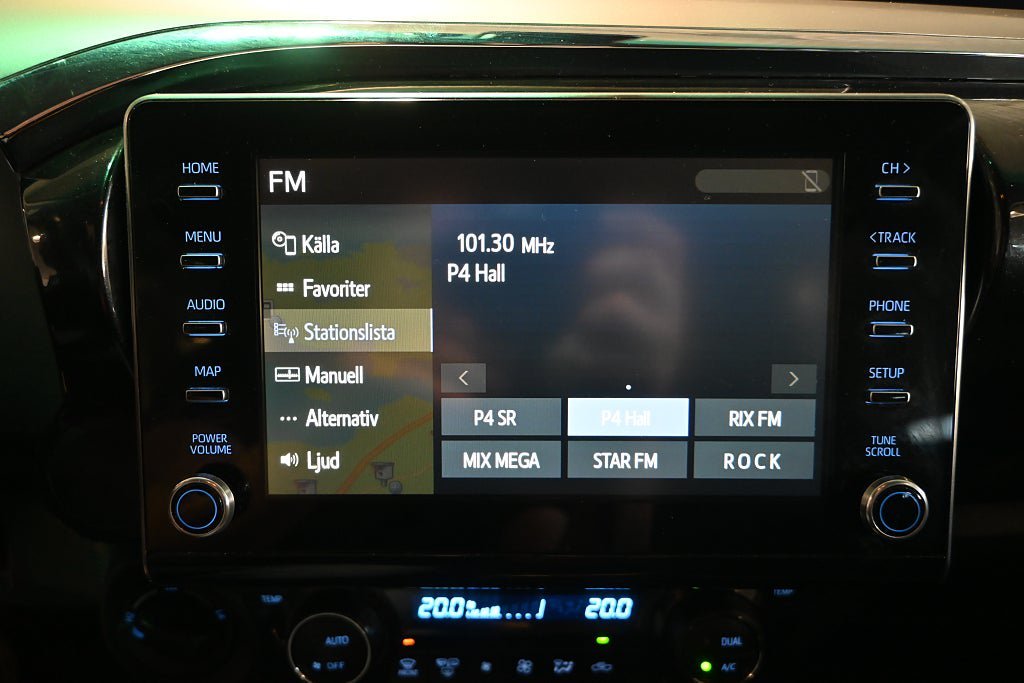 HOME
MENU
AUDIO
MAP
POWER
VOLUME
FM
Källa
Favoriter
Stationslista
Manuell
Alternativ
Ljud
101.30 MHz
P4 Hall
<
>
P4 SR
P4 Hall
RIX FM
MIX MEGA
STAR FM
ROCK
CH >
<TRACK
PHONE
SETUP
TUNE
SCROLL
TEMP
20.0
20.0
TEMP
AUTO
OFF
FRONT
DUAL
A/C